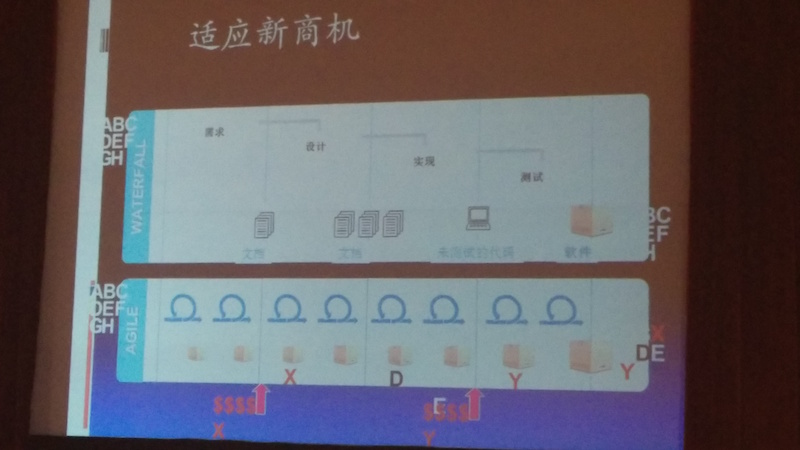 适应新商机
ABC
DEF
GH
WATERFALL
需求
设计
实现
测试
文档
文档
未测试的代码
软件
BC
EF
H
ABC
DEF
GH
AGILE
X
D
Y
X
DE
Y
$$$$
X
E
$$$$
Y